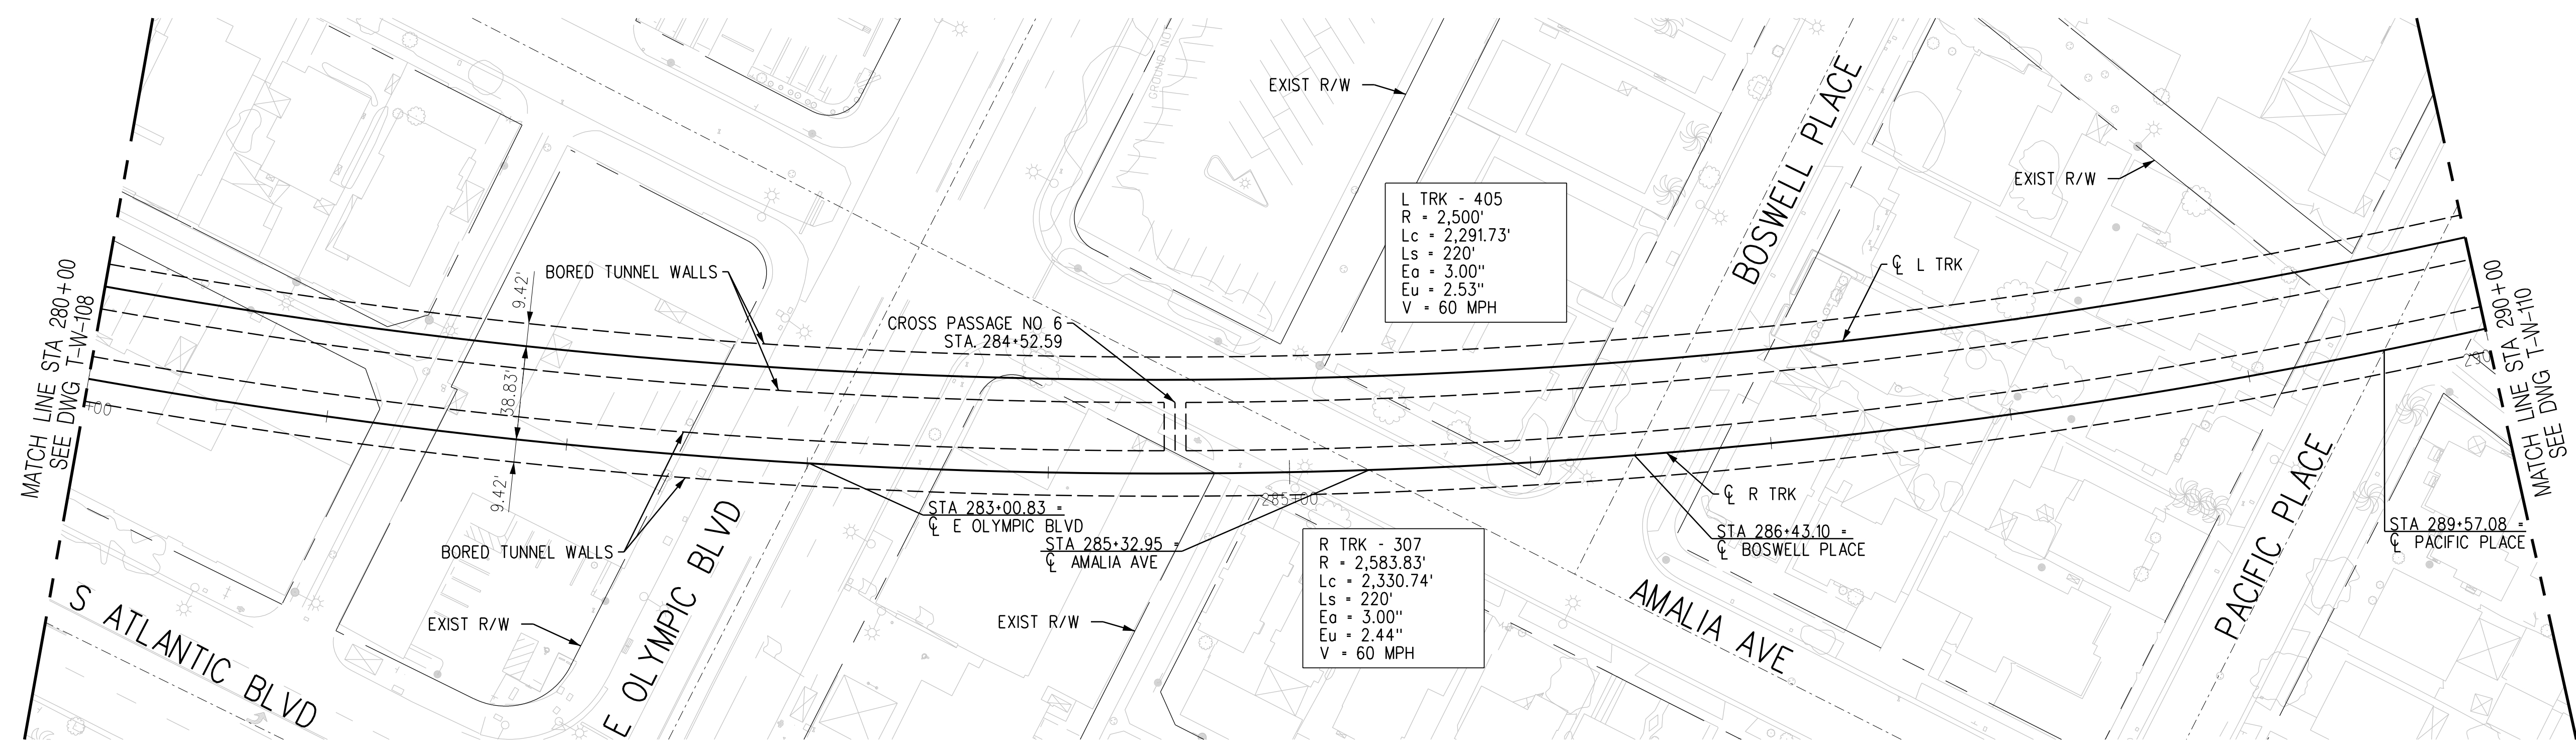 MATCH LINE STA 280+00
SEE DWG T-W-108
+00
9.42'
38.83'
9.42'
BORED TUNNEL WALLS
BORED TUNNEL WALLS
S ATLANTIC BLVD
EXIST R/W
E OLYMPIC BLVD
CROSS PASSAGE NO 6
STA. 284+52.59
STA 283+00.83 =
℄ E OLYMPIC BLVD
STA 285+32.95 =
℄ AMALIA AVE
285+00
EXIST R/W
EXIST R/W
L TRK - 405
R = 2,500'
Lc = 2,291.73'
Ls = 220'
Ea = 3.00"
Eu = 2.53"
V = 60 MPH
R TRK - 307
R = 2,583.83'
Lc = 2,330.74'
Ls = 220'
Ea = 3.00"
Eu = 2.44"
V = 60 MPH
BOSWELL PLACE
℄ L TRK
℄ R TRK
STA 286+43.10 =
℄ BOSWELL PLACE
AMALIA AVE
EXIST R/W
PACIFIC PLACE
STA 289+57.08 =
℄ PACIFIC PLACE
290
MATCH LINE STA 290+00
SEE DWG T-W-110